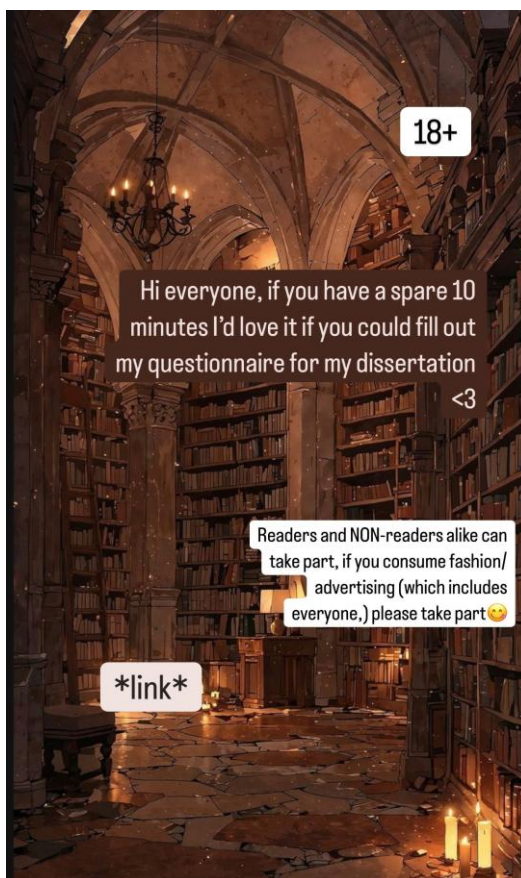 18+
Hi everyone, if you have a spare 10
minutes I’d love it if you could fill out
my questionnaire for my dissertation
<3
Readers and NON-readers alike can
take part, if you consume fashion/
advertising (which includes
everyone,) please take part😋
*link*